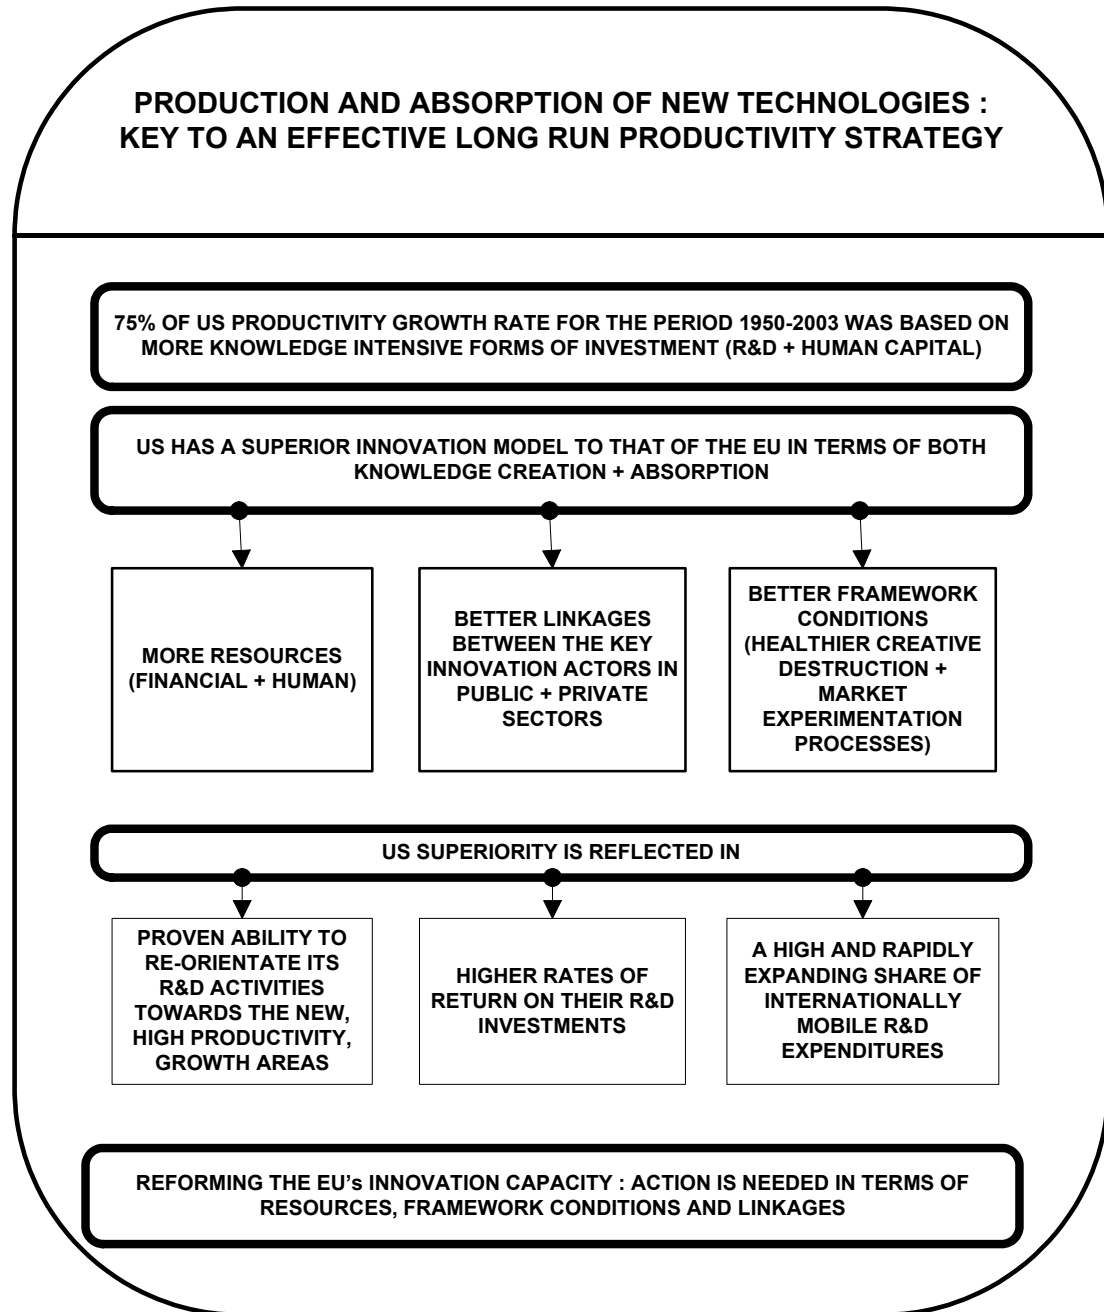 PRODUCTION AND ABSORPTION OF NEW TECHNOLOGIES :
KEY TO AN EFFECTIVE LONG RUN PRODUCTIVITY STRATEGY
75% OF US PRODUCTIVITY GROWTH RATE FOR THE PERIOD 1950-2003 WAS BASED ON
MORE KNOWLEDGE INTENSIVE FORMS OF INVESTMENT (R&D + HUMAN CAPITAL)
US HAS A SUPERIOR INNOVATION MODEL TO THAT OF THE EU IN TERMS OF BOTH
KNOWLEDGE CREATION + ABSORPTION
MORE RESOURCES
(FINANCIAL + HUMAN)
BETTER LINKAGES
BETWEEN THE KEY
INNOVATION ACTORS IN
PUBLIC + PRIVATE
SECTORS
BETTER FRAMEWORK
CONDITIONS
(HEALTHIER CREATIVE
DESTRUCTION +
MARKET
EXPERIMENTATION
PROCESSES)
US SUPERIORITY IS REFLECTED IN
PROVEN ABILITY TO
RE-ORIENTATE ITS
R&D ACTIVITIES
TOWARDS THE NEW,
HIGH PRODUCTIVITY,
GROWTH AREAS
HIGHER RATES OF
RETURN ON THEIR R&D
INVESTMENTS
A HIGH AND RAPIDLY
EXPANDING SHARE OF
INTERNATIONALLY
MOBILE R&D
EXPENDITURES
REFORMING THE EU's INNOVATION CAPACITY : ACTION IS NEEDED IN TERMS OF
RESOURCES, FRAMEWORK CONDITIONS AND LINKAGES